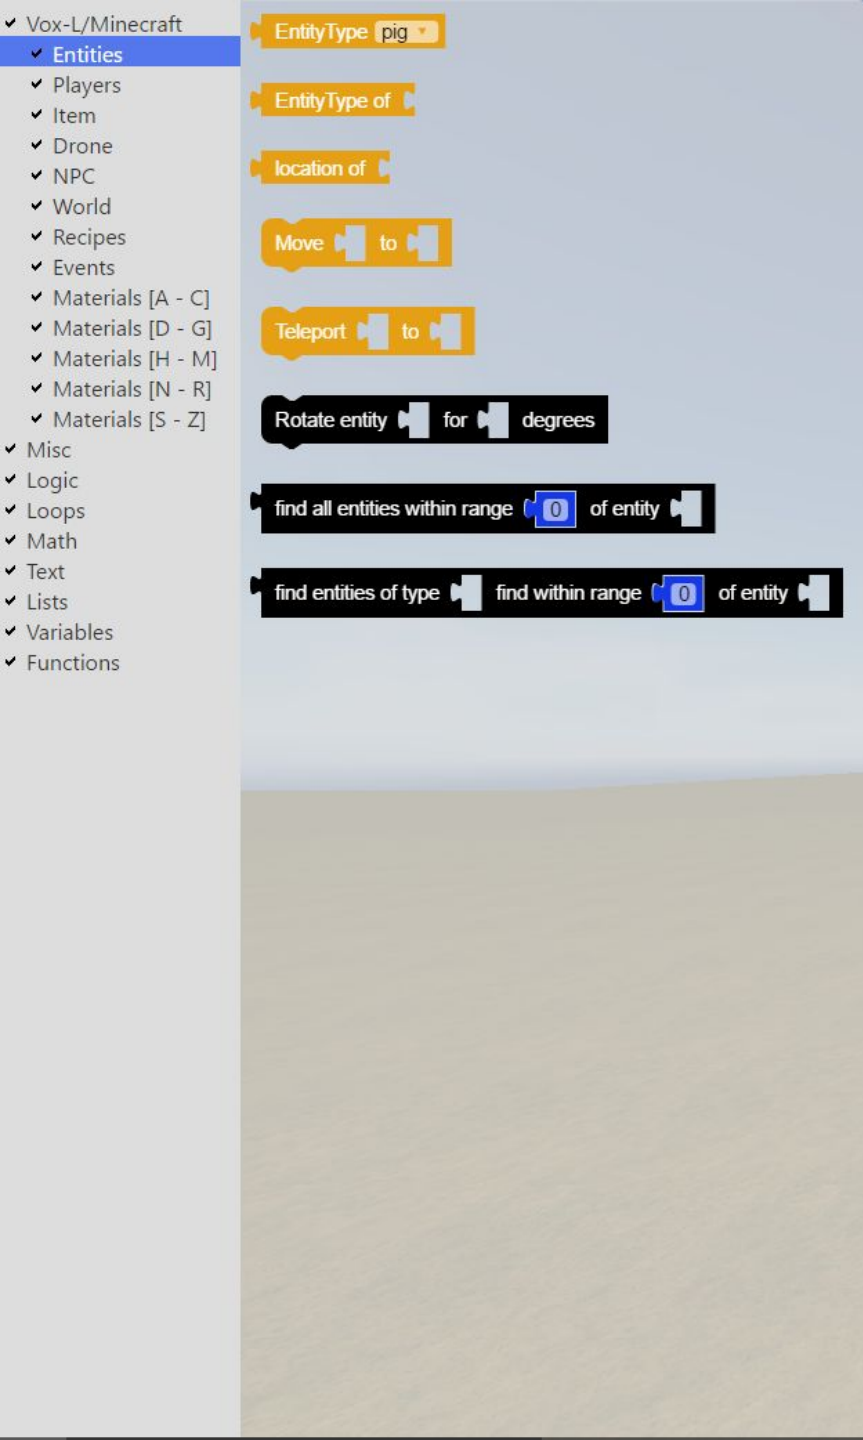 Vox-L/Minecraft
Entities
Players
Item
Drone
NPC
World
Recipes
Events
Materials [A - C]
Materials [D - G]
Materials [H - M]
Materials [N - R]
Materials [S - Z]
Misc
Logic
Loops
Math
Text
Lists
Variables
Functions
EntityType pig
EntityType of
location of
Move to
Teleport to
Rotate entity for degrees
find all entities within range 0 of entity
find entities of type find within range 0 of entity